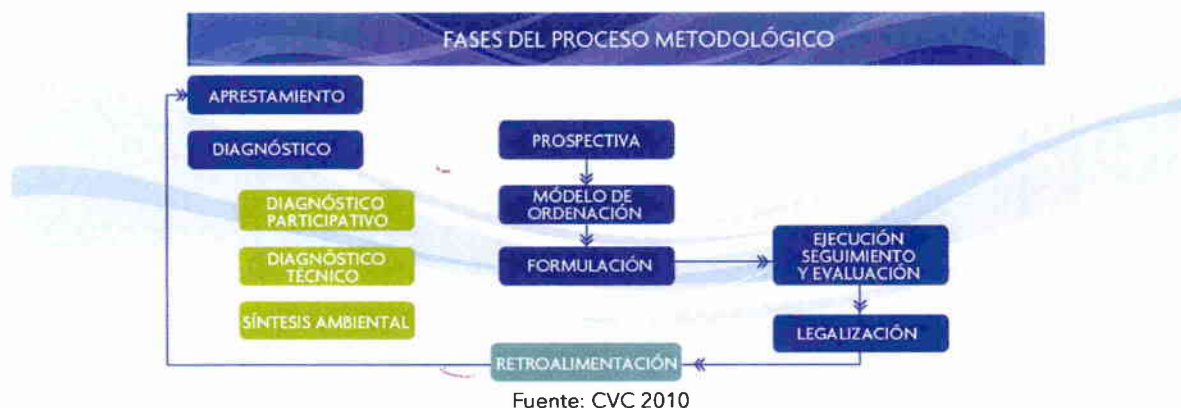 FASES DEL PROCESO METODOLÓGICO
APRESTAMIENTO
DIAGNÓSTICO
DIAGNÓSTICO
PARTICIPATIVO
DIAGNÓSTICO
TÉCNICO
SÍNTESIS AMBIENTAL
PROSPECTIVA
MÓDELO DE
ORDENACIÓN
FORMULACIÓN
EJECUCIÓN
SEGUIMIENTO
Y EVALUACIÓN
LEGALIZACIÓN
RETROALIMENTACIÓN
Fuente: CVC 2010